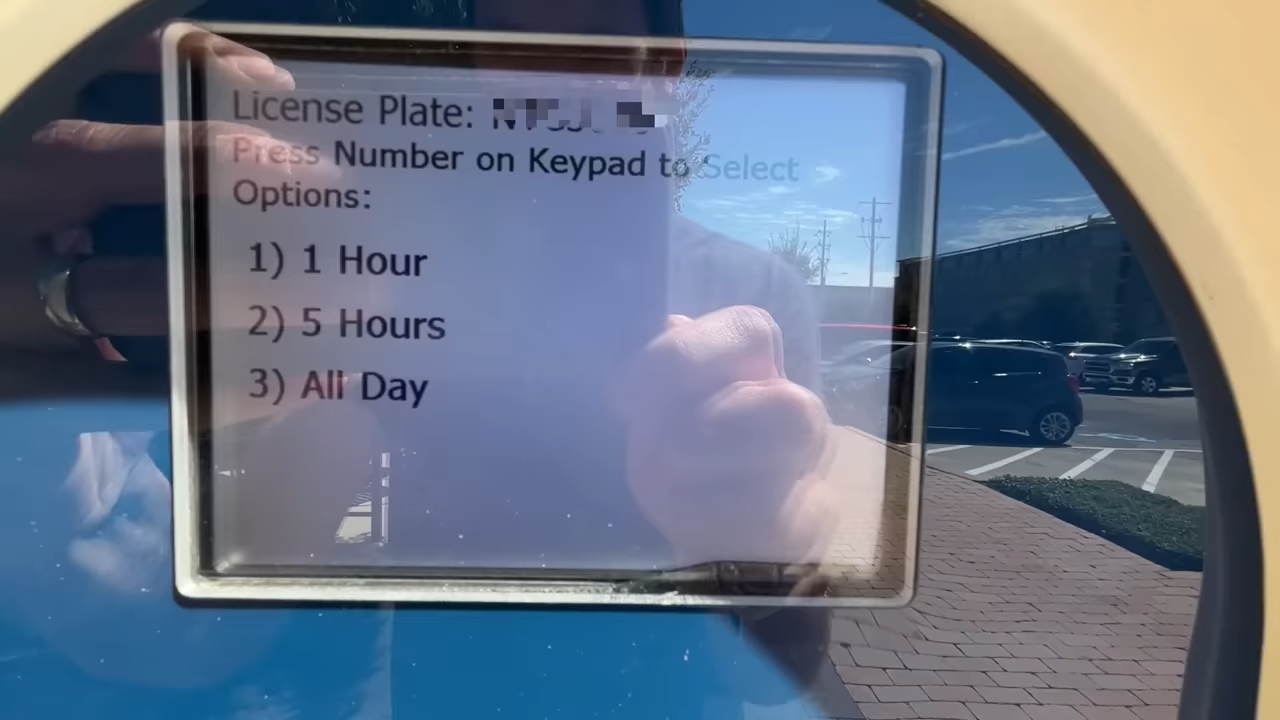 License Plate:
Press Number on Keypad to Select
Options:
1) 1 Hour
2) 5 Hours
3) All Day